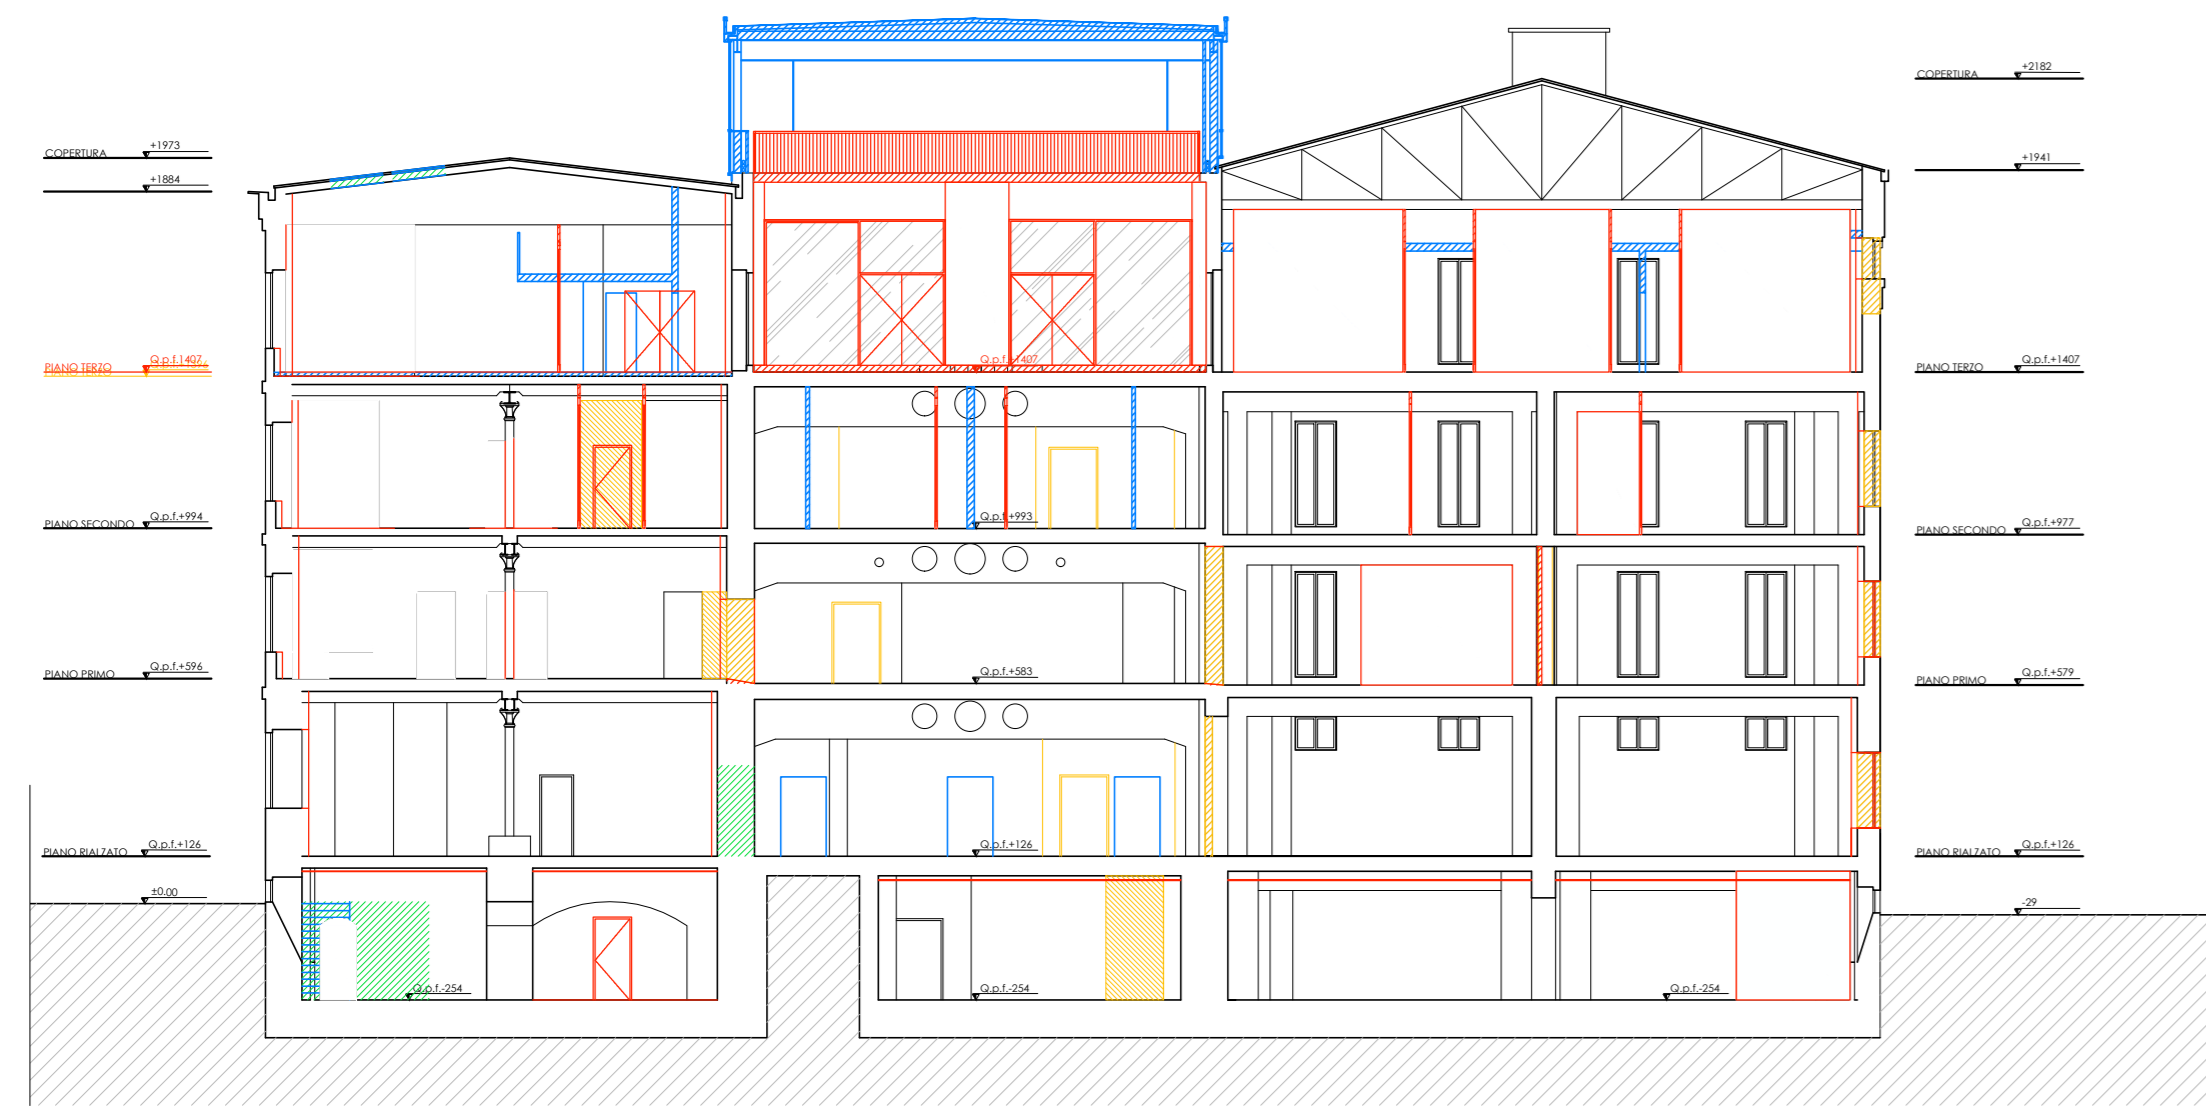 COPERTURA +2182
COPERTURA +1973
+1941
+1884
PIANO TERZO Q.p.f.1407
PIANO TERZO
Q.p.f.+1407
PIANO TERZO Q.p.f.+1407
PIANO SECONDO Q.p.f.+994
Q.p.f.+993
PIANO SECONDO Q.p.f.+977
PIANO PRIMO Q.p.f.+596
Q.p.f.+583
PIANO PRIMO Q.p.f.+579
PIANO RIALZATO Q.p.f.+126
Q.p.f.+126
PIANO RIALZATO Q.p.f.+126
±0.00
-29
Q.p.f.-254
Q.p.f.-254
Q.p.f.-254